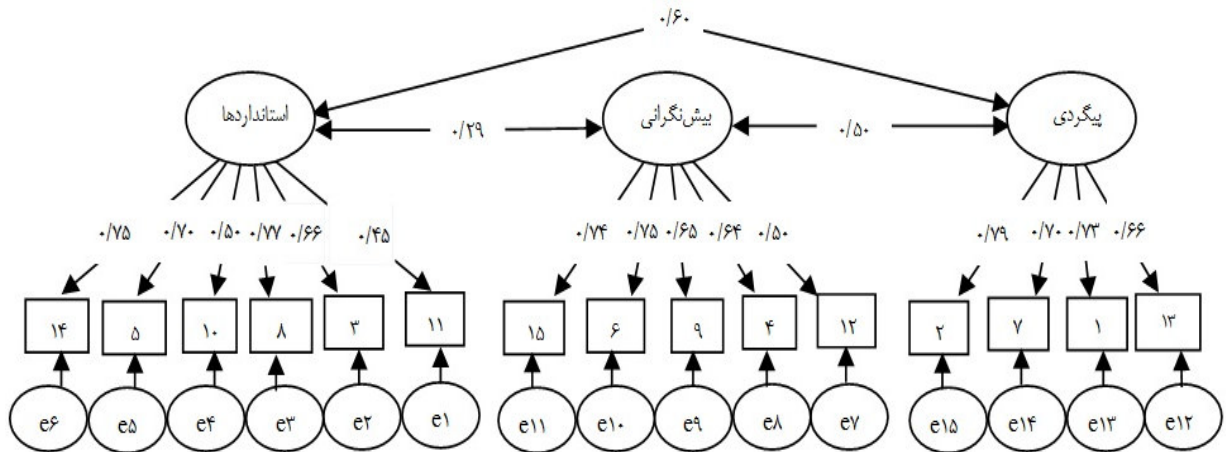 ۰/۶۰
استانداردها
بیش‌نگرانی
پیگردی
۰/۲۹
۰/۵۰
۰/۷۵ ۰/۷۰ ۰/۵۰ ۰/۷۷ ۰/۶۶ ۰/۴۵
۰/۷۴ ۰/۷۵ ۰/۶۵ ۰/۶۴ ۰/۵۰
۰/۷۹ ۰/۷۰ ۰/۷۳ ۰/۶۶
۱۴ ۵ ۱۰ ۸ ۳ ۱۱
۱۵ ۶ ۹ ۴ ۱۲
۲ ۷ ۱ ۱۳
e۶ e۵ e۴ e۳ e۲ e۱
e۱۱ e۱۰ e۹ e۸ e۷
e۱۵ e۱۴ e۱۳ e۱۲